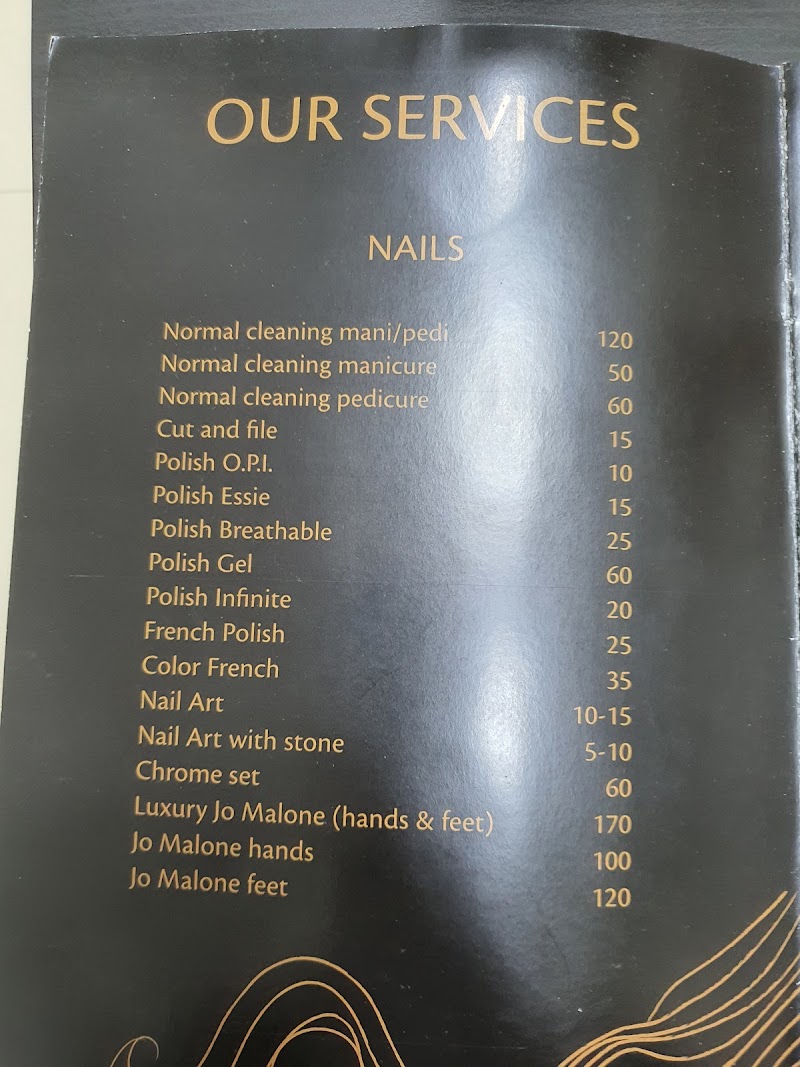 OUR SERVICES
NAILS
Normal cleaning mani/pedi 120
Normal cleaning manicure 50
Normal cleaning pedicure 60
Cut and file 15
Polish O.P.I. 10
Polish Essie 15
Polish Breathable 25
Polish Gel 60
Polish Infinite 20
French Polish 25
Color French 35
Nail Art 10-15
Nail Art with stone 5-10
Chrome set 60
Luxury Jo Malone (hands & feet) 170
Jo Malone hands 100
Jo Malone feet 120